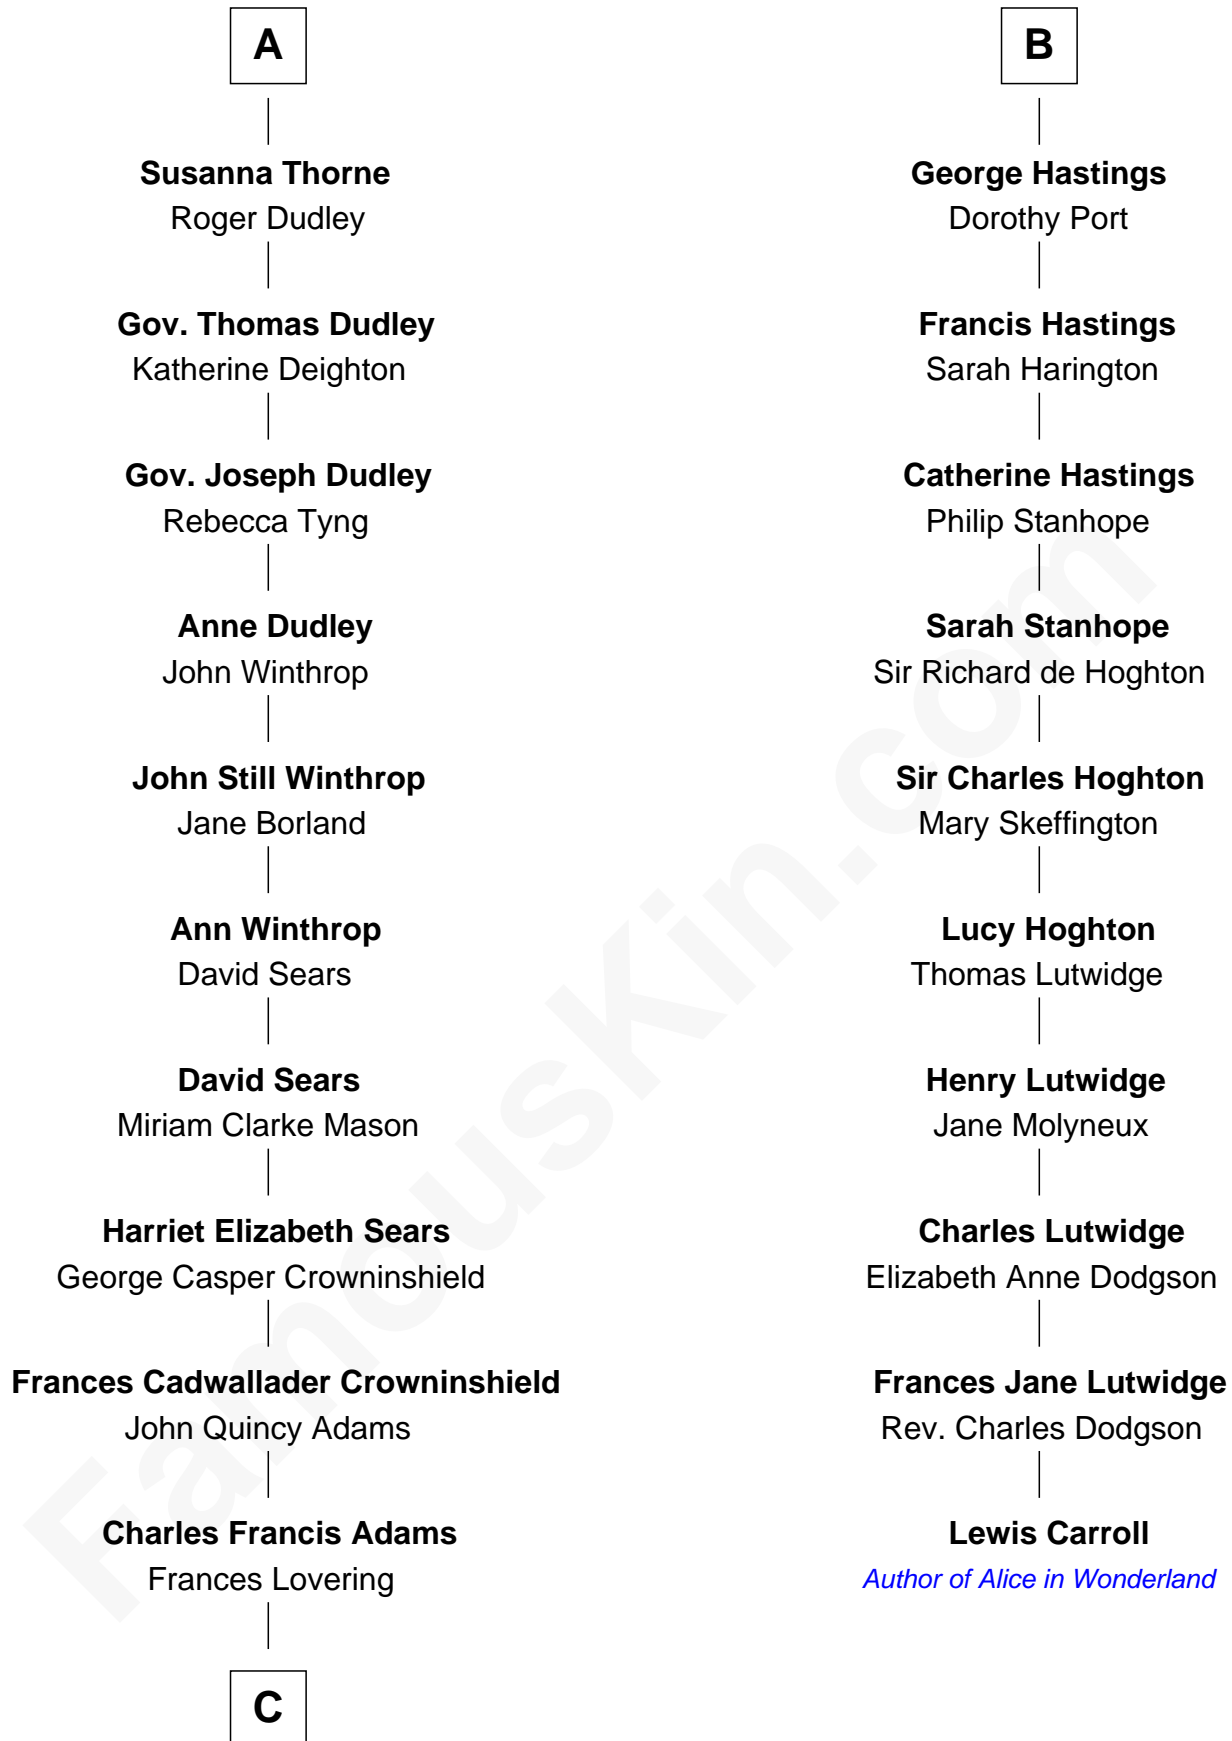 A
Susanna Thorne
Roger Dudley
Gov. Thomas Dudley
Katherine Deighton
Gov. Joseph Dudley
Rebecca Tyng
Anne Dudley
John Winthrop
John Still Winthrop
Jane Borland
Ann Winthrop
David Sears
David Sears
Miriam Clarke Mason
Harriet Elizabeth Sears
George Casper Crowninshield
Frances Cadwallader Crowninshield
John Quincy Adams
Charles Francis Adams
Frances Lovering
C
B
George Hastings
Dorothy Port
Francis Hastings
Sarah Harington
Catherine Hastings
Philip Stanhope
Sarah Stanhope
Sir Richard de Hoghton
Sir Charles Hoghton
Mary Skeffington
Lucy Hoghton
Thomas Lutwidge
Henry Lutwidge
Jane Molyneux
Charles Lutwidge
Elizabeth Anne Dodgson
Frances Jane Lutwidge
Rev. Charles Dodgson
Lewis Carroll
Author of Alice in Wonderland
FamousKin.com